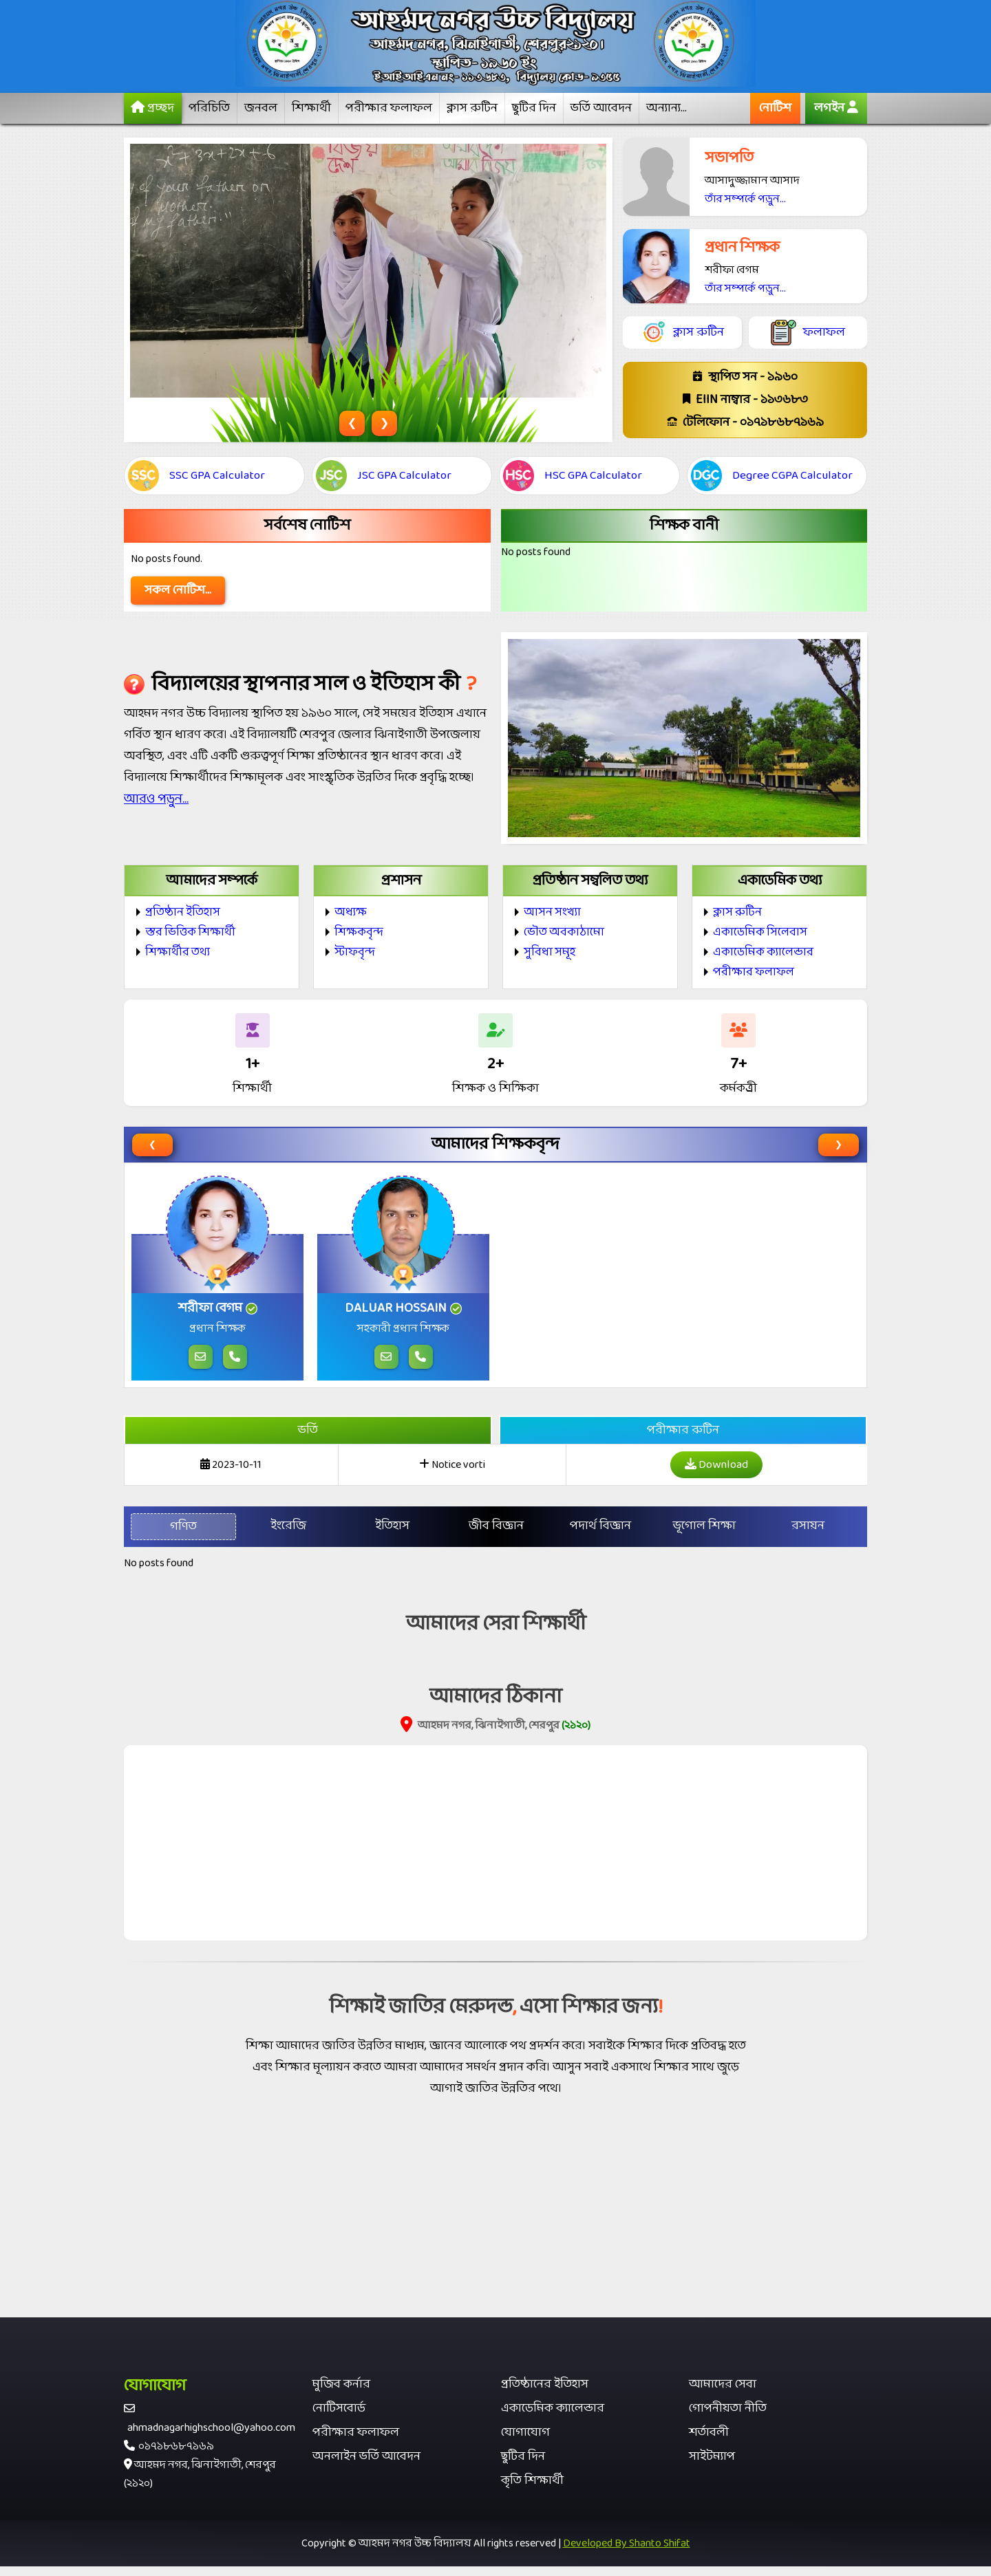 আহম্মদ নগর উচ্চ বিদ্যালয়
আহম্মদনগর, ঝিনাইগাতী, শেরপুর২১২০।
স্থাপিত- ১৯৬০ ইং
ই আই আই এন নং- ১১৩৬৮৩, বিদ্যালয় কোড- ৯৩৫৫
প্রচ্ছদ পরিচিতি জনবল শিক্ষার্থী পরীক্ষার ফলাফল ক্লাস রুটিন ছুটির দিন ভর্তি আবেদন অন্যান্য... নোটিশ লগইন
সভাপতি
আসাদুজ্জামান আসাদ
তাঁর সম্পর্কে পড়ুন...
প্রধান শিক্ষক
শরীফা বেগম
তাঁর সম্পর্কে পড়ুন...
ক্লাস রুটিন ফলাফল
স্থাপিত সন - ১৯৬০
EIIN নাম্বার - ১১৩৬৮৩
টেলিফোন - ০১৭১৮৬৮৭১৬৯
SSC SSC GPA Calculator JSC JSC GPA Calculator HSC HSC GPA Calculator DGC Degree CGPA Calculator
সর্বশেষ নোটিশ
No posts found.
সকল নোটিশ...
শিক্ষক বানী
No posts found
বিদ্যালয়ের স্থাপনার সাল ও ইতিহাস কী ?
আহমদ নগর উচ্চ বিদ্যালয় স্থাপিত হয় ১৯৬০ সালে, সেই সময়ের ইতিহাস এখানে
গর্বিত স্থান ধারণ করে। এই বিদ্যালয়টি শেরপুর জেলার ঝিনাইগাতী উপজেলায়
অবস্থিত, এবং এটি একটি গুরুত্বপূর্ণ শিক্ষা প্রতিষ্ঠানের স্থান ধারণ করে। এই
বিদ্যালয়ে শিক্ষার্থীদের শিক্ষামূলক এবং সাংস্কৃতিক উন্নতির দিকে প্রবৃদ্ধি হচ্ছে।
আরও পড়ুন...
আমাদের সম্পর্কে
প্রতিষ্ঠান ইতিহাস
স্তর ভিত্তিক শিক্ষার্থী
শিক্ষার্থীর তথ্য
প্রশাসন
অধ্যক্ষ
শিক্ষকবৃন্দ
স্টাফবৃন্দ
প্রতিষ্ঠান সম্বলিত তথ্য
আসন সংখ্যা
ভৌত অবকাঠামো
সুবিধা সমূহ
একাডেমিক তথ্য
ক্লাস রুটিন
একাডেমিক সিলেবাস
একাডেমিক ক্যালেন্ডার
পরীক্ষার ফলাফল
1+ 2+ 7+
শিক্ষার্থী শিক্ষক ও শিক্ষিকা কর্মকর্ত্রী
আমাদের শিক্ষকবৃন্দ
শরীফা বেগম
প্রধান শিক্ষক
DALUAR HOSSAIN
সহকারী প্রধান শিক্ষক
ভর্তি পরীক্ষার রুটিন
2023-10-11 Notice vorti Download
গণিত ইংরেজি ইতিহাস জীব বিজ্ঞান পদার্থ বিজ্ঞান ভূগোল শিক্ষা রসায়ন
No posts found
আমাদের সেরা শিক্ষার্থী
আমাদের ঠিকানা
আহমদ নগর, ঝিনাইগাতী, শেরপুর (২১২০)
শিক্ষাই জাতির মেরুদন্ড, এসো শিক্ষার জন্য!
শিক্ষা আমাদের জাতির উন্নতির মাধ্যম, জ্ঞানের আলোকে পথ প্রদর্শন করে। সবাইকে শিক্ষার দিকে প্রতিবদ্ধ হতে
এবং শিক্ষার মূল্যায়ন করতে আমরা আমাদের সমর্থন প্রদান করি। আসুন সবাই একসাথে শিক্ষার সাথে জুড়ে
আগাই জাতির উন্নতির পথে।
যোগাযোগ
ahmadnagarhighschool@yahoo.com
০১৭১৮৬৮৭১৬৯
আহমদ নগর, ঝিনাইগাতী, শেরপুর
(২১২০)
মুজিব কর্নার
নোটিসবোর্ড
পরীক্ষার ফলাফল
অনলাইন ভর্তি আবেদন
প্রতিষ্ঠানের ইতিহাস
একাডেমিক ক্যালেন্ডার
যোগাযোগ
ছুটির দিন
কৃতি শিক্ষার্থী
আমাদের সেবা
গোপনীয়তা নীতি
শর্তাবলী
সাইটম্যাপ
Copyright © আহমদ নগর উচ্চ বিদ্যালয় All rights reserved | Developed By Shanto Shifat